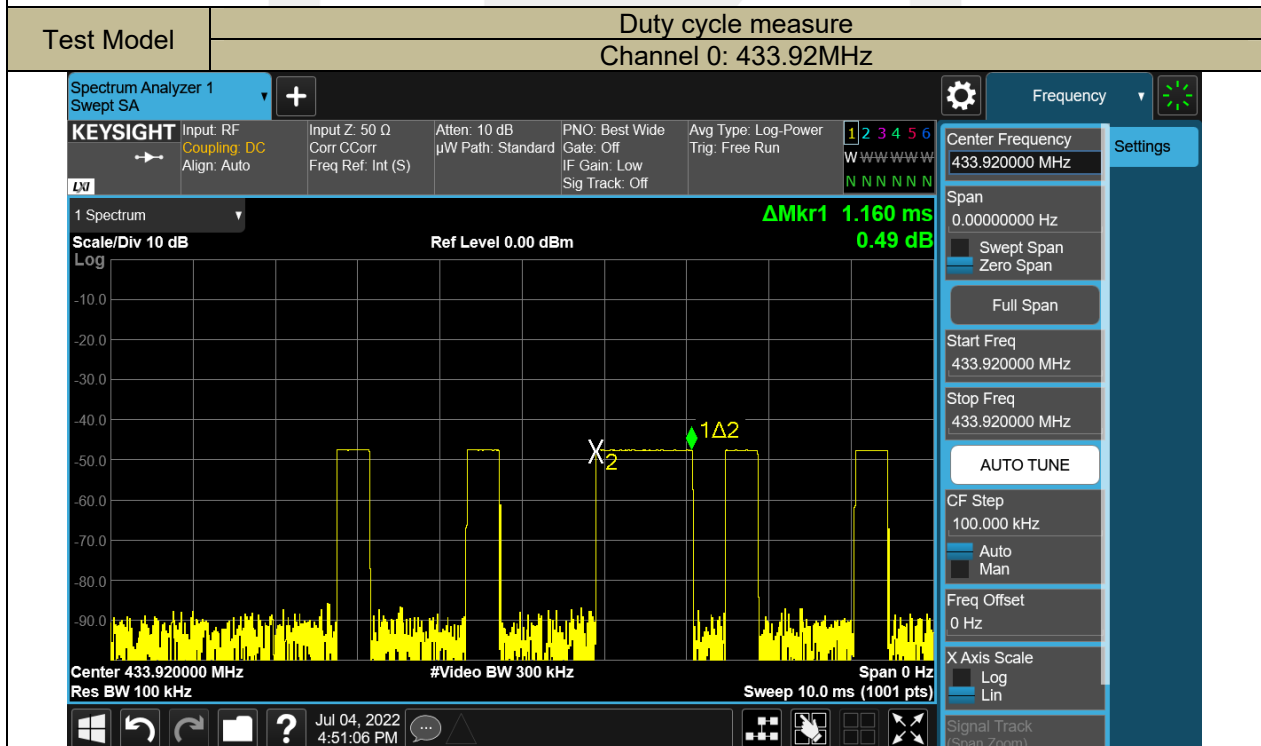 Test Model
Duty cycle measure
Channel 0: 433.92MHz
Spectrum Analyzer 1
Swept SA
Frequency
KEYSIGHT
LXI
Input: RF
Coupling: DC
Align: Auto
Input Z: 50 Ω
Corr CCorr
Freq Ref: Int (S)
Atten: 10 dB
µW Path: Standard
PNO: Best Wide
Gate: Off
IF Gain: Low
Sig Track: Off
Avg Type: Log-Power
Trig: Free Run
1 2 3 4 5 6
W W W W W W
N N N N N N
1 Spectrum
Scale/Div 10 dB
Log
Ref Level 0.00 dBm
ΔMkr1 1.160 ms
0.49 dB
-10.0
-20.0
-30.0
-40.0
-50.0
-60.0
-70.0
-80.0
-90.0
1Δ2
X2
Center 433.920000 MHz
#Video BW 300 kHz
Span 0 Hz
Res BW 100 kHz
Sweep 10.0 ms (1001 pts)
?
Jul 04, 2022
4:51:06 PM
Center Frequency
433.920000 MHz
Settings
Span
0.00000000 Hz
Swept Span
Zero Span
Full Span
Start Freq
433.920000 MHz
Stop Freq
433.920000 MHz
AUTO TUNE
CF Step
100.000 kHz
Auto
Man
Freq Offset
0 Hz
X Axis Scale
Log
Lin
Signal Track
(Span Zoom)